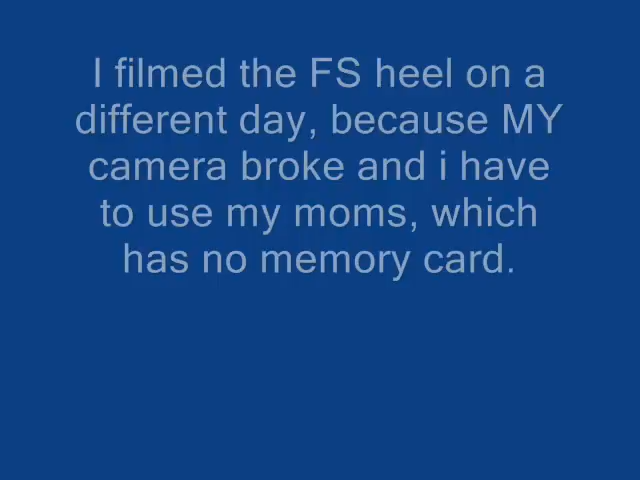 I filmed the FS heel on a
different day, because MY
camera broke and i have
to use my moms, which
has no memory card.